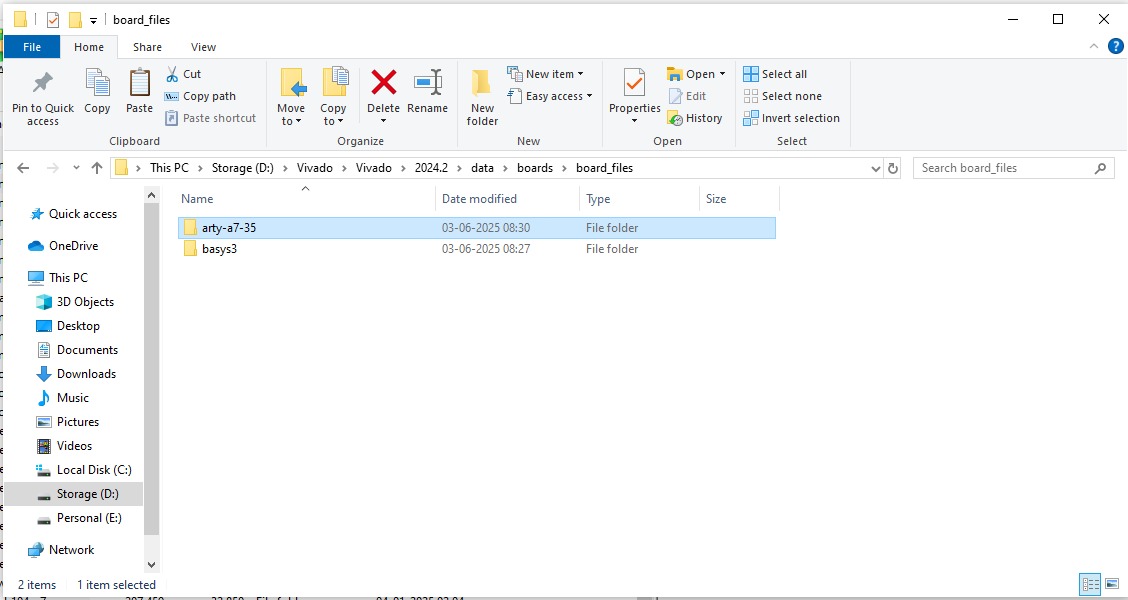 board_files
File Home Share View
Pin to Quick access
Copy
Paste
Cut
Copy path
Paste shortcut
Clipboard
Move to
Copy to
Delete
Rename
Organize
New folder
New item
Easy access
New
Properties
Open
Edit
History
Open
Select all
Select none
Invert selection
Select
This PC Storage (D:) Vivado Vivado 2024.2 data boards board_files
Search board_files
Name Date modified Type Size
arty-a7-35 03-06-2025 08:30 File folder
basys3 03-06-2025 08:27 File folder
Quick access
OneDrive
This PC
3D Objects
Desktop
Documents
Downloads
Music
Pictures
Videos
Local Disk (C:)
Storage (D:)
Personal (E:)
Network
2 items 1 item selected